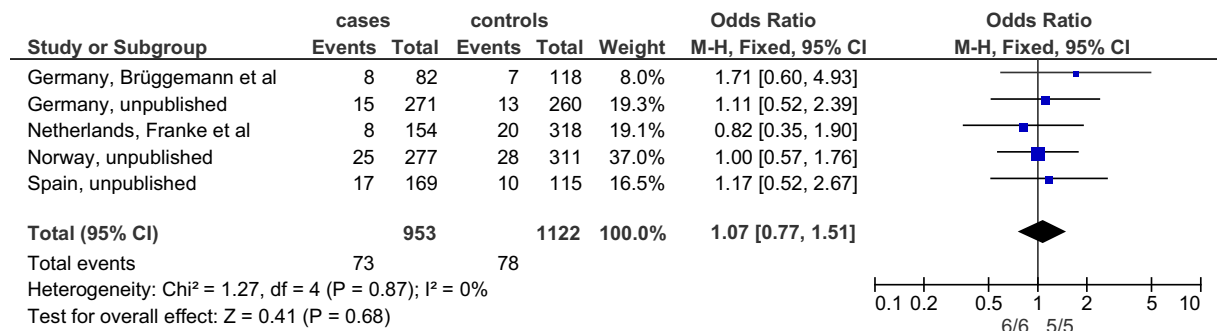 cases controls Odds Ratio Odds Ratio
Study or Subgroup Events Total Events Total Weight M-H, Fixed, 95% CI M-H, Fixed, 95% CI
Germany, Brüggemann et al 8 82 7 118 8.0% 1.71 [0.60, 4.93]
Germany, unpublished 15 271 13 260 19.3% 1.11 [0.52, 2.39]
Netherlands, Franke et al 8 154 20 318 19.1% 0.82 [0.35, 1.90]
Norway, unpublished 25 277 28 311 37.0% 1.00 [0.57, 1.76]
Spain, unpublished 17 169 10 115 16.5% 1.17 [0.52, 2.67]
Total (95% CI) 953 1122 100.0% 1.07 [0.77, 1.51]
Total events 73 78
Heterogeneity: Chi² = 1.27, df = 4 (P = 0.87); I² = 0%
Test for overall effect: Z = 0.41 (P = 0.68)
0.1 0.2 0.5 1 2 5 10
6/6 5/5